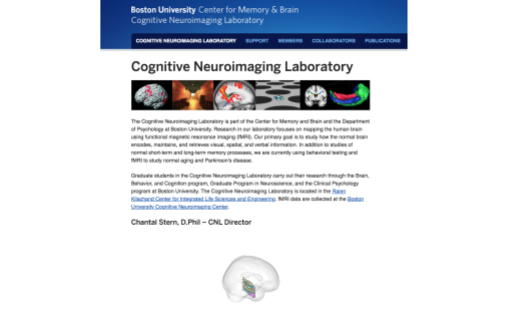 Boston University Center for Memory & Brain
Cognitive Neuroimaging Laboratory
COGNITIVE NEUROIMAGING LABORATORY SUPPORT MEMBERS COLLABORATORS PUBLICATIONS
Cognitive Neuroimaging Laboratory
The Cognitive Neuroimaging Laboratory is part of the Center for Memory and Brain and the Department
of Psychology at Boston University. Research in our laboratory focuses on mapping the human brain
using functional magnetic resonance imaging (fMRI). Our primary goal is to study how the normal brain
encodes, maintains, and retrieves visual, spatial, and verbal information. In addition to studies of
normal short-term and long-term memory processes, we are currently using behavioral testing and
fMRI to study normal aging and Parkinson's disease.
Graduate students in the Cognitive Neuroimaging Laboratory carry out their research through the Brain,
Behavior, and Cognition program, Graduate Program in Neuroscience, and the Clinical Psychology
program at Boston University. The Cognitive Neuroimaging Laboratory is located in the Rajen
Kilachand Center for Integrated Life Sciences and Engineering. fMRI data are collected at the Boston
University Cognitive Neuroimaging Center.
Chantal Stern, D.Phil – CNL Director